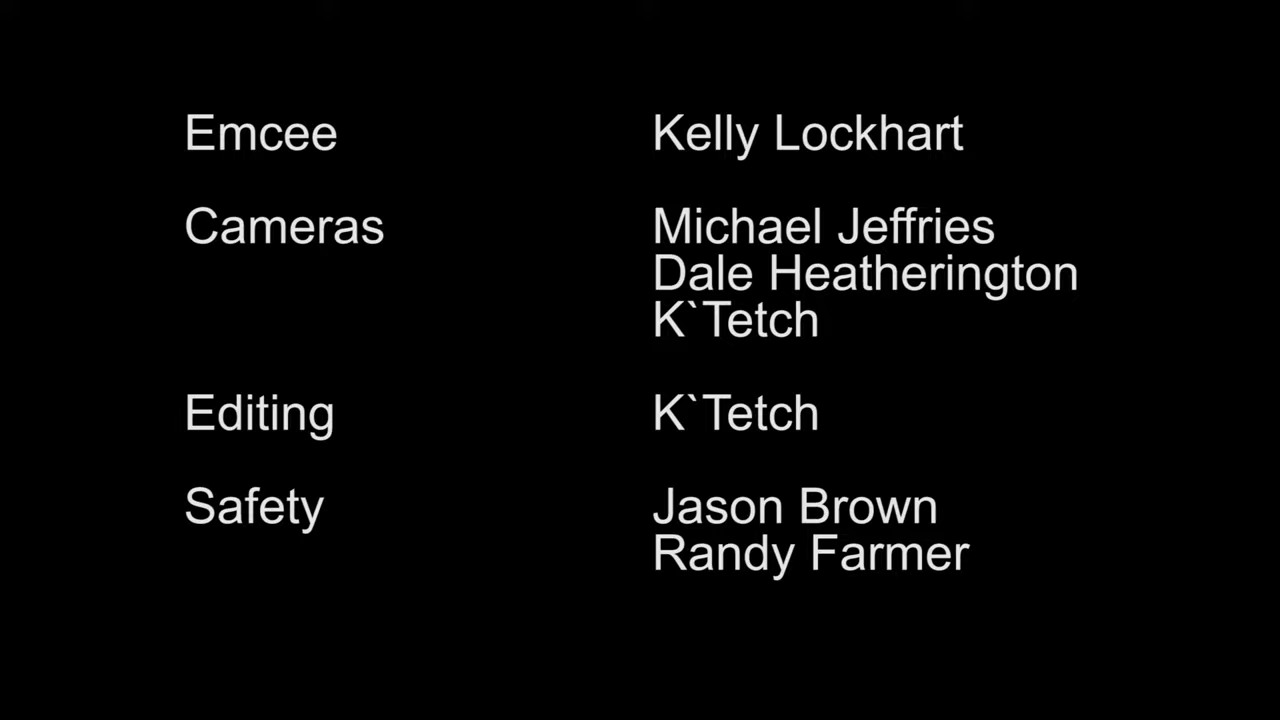 Emcee Kelly Lockhart
Cameras Michael Jeffries
Dale Heatherington
K`Tetch
Editing K`Tetch
Safety Jason Brown
Randy Farmer